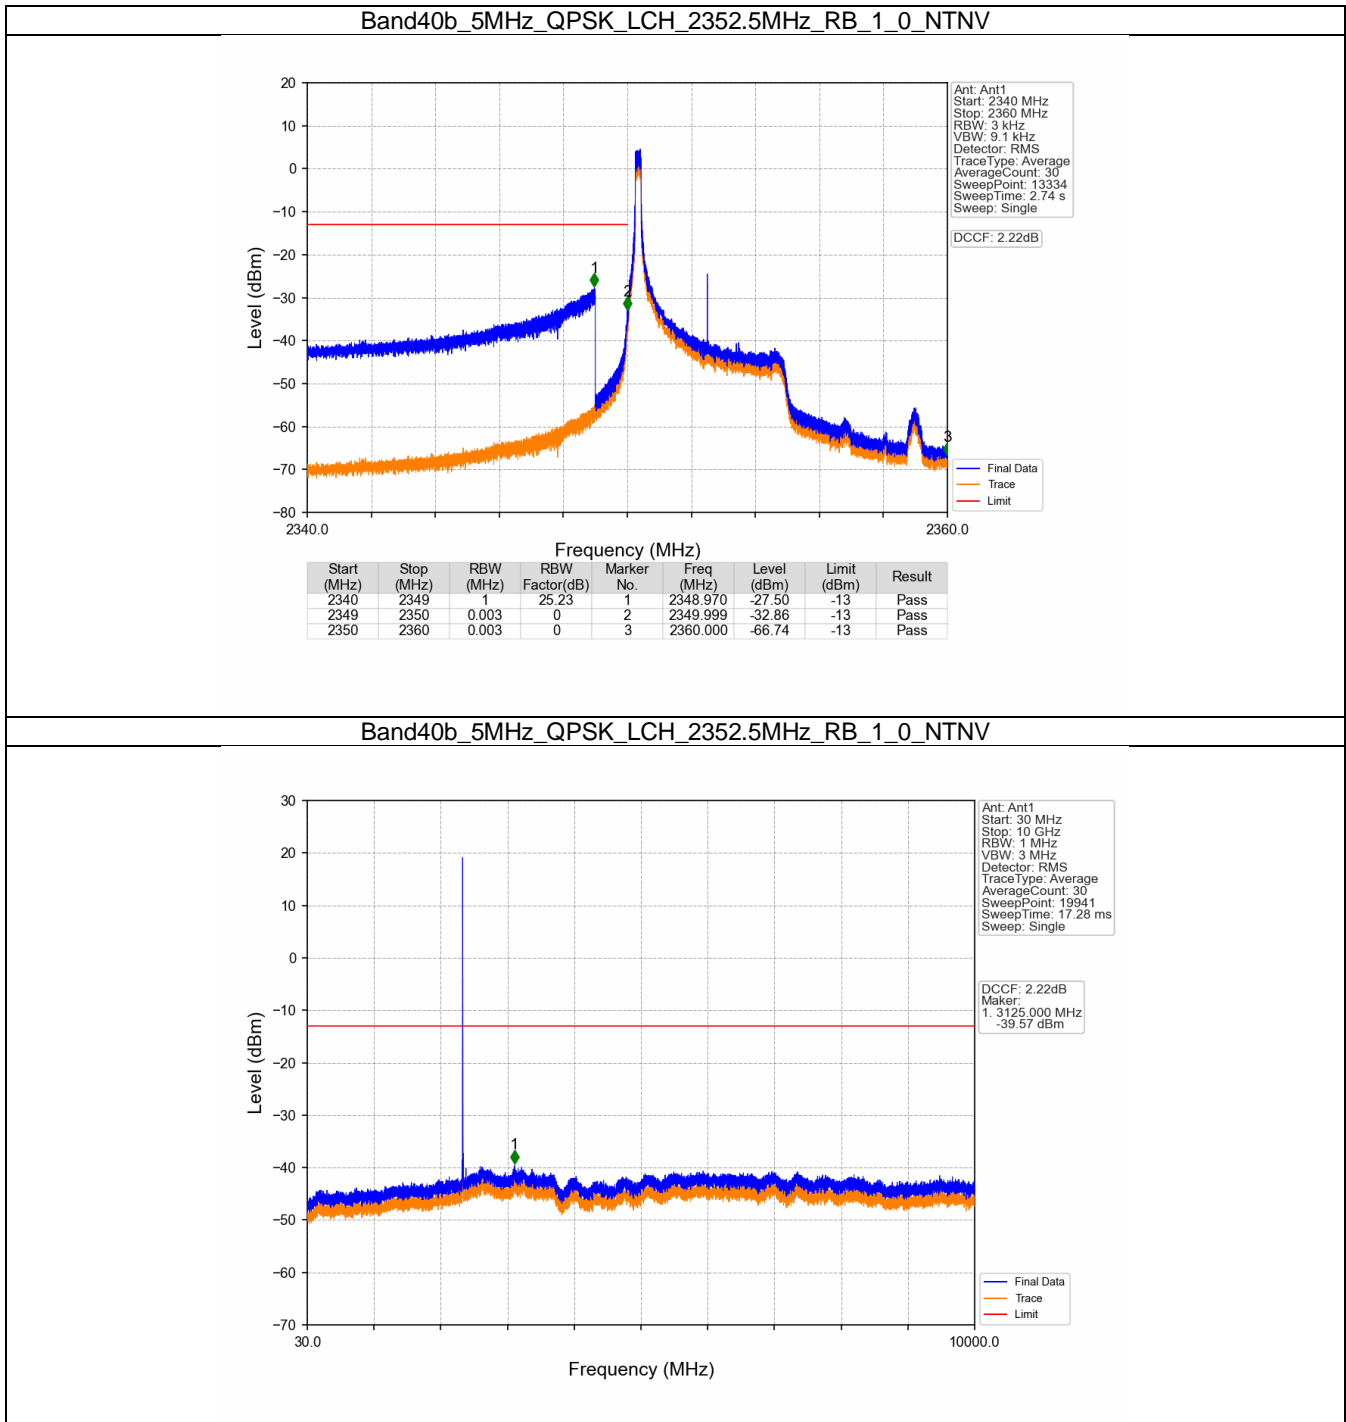 Band40b_5MHz_QPSK_LCH_2352.5MHz_RB_1_0_NTNV
20
10
0
−10
−20
−30
−40
−50
−60
−70
−80
Level (dBm)
1
2
3
2340.0
2360.0
Frequency (MHz)
Ant: Ant1
Start: 2340 MHz
Stop: 2360 MHz
RBW: 3 kHz
VBW: 9.1 kHz
Detector: RMS
TraceType: Average
AverageCount: 30
SweepPoint: 13334
SweepTime: 2.74 s
Sweep: Single
DCCF: 2.22dB
Final Data
Trace
Limit
Start (MHz) Stop (MHz) RBW (MHz) RBW Factor(dB) Marker No. Freq (MHz) Level (dBm) Limit (dBm) Result
2340 2349 1 25.23 1 2348.970 -27.50 -13 Pass
2349 2350 0.003 0 2 2349.999 -32.86 -13 Pass
2350 2360 0.003 0 3 2360.000 -66.74 -13 Pass
Band40b_5MHz_QPSK_LCH_2352.5MHz_RB_1_0_NTNV
30
20
10
0
−10
−20
−30
−40
−50
−60
−70
Level (dBm)
1
30.0
10000.0
Frequency (MHz)
Ant: Ant1
Start: 30 MHz
Stop: 10 GHz
RBW: 1 MHz
VBW: 3 MHz
Detector: RMS
TraceType: Average
AverageCount: 30
SweepPoint: 19941
SweepTime: 17.28 ms
Sweep: Single
DCCF: 2.22dB
Maker:
1. 3125.000 MHz
-39.57 dBm
Final Data
Trace
Limit